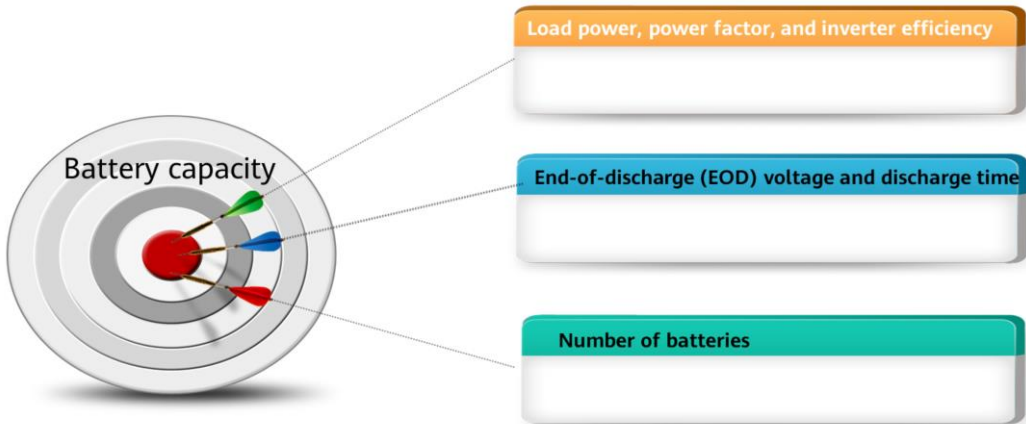 Load power, power factor, and inverter efficiency
Battery capacity
End-of-discharge (EOD) voltage and discharge time
Number of batteries